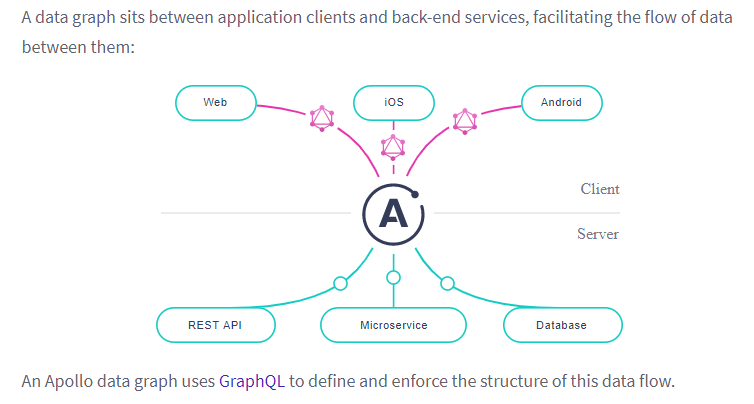 A data graph sits between application clients and back-end services, facilitating the flow of data
between them:
Web
iOS
Android
Client
A
Server
REST API
Microservice
Database
An Apollo data graph uses GraphQL to define and enforce the structure of this data flow.